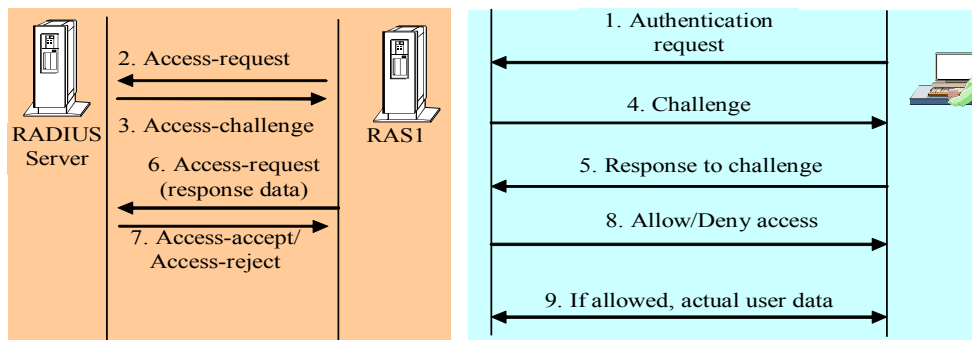 2. Access-request
3. Access-challenge
RADIUS
Server
RAS1
6. Access-request
(response data)
7. Access-accept/
Access-reject
1. Authentication
request
4. Challenge
5. Response to challenge
8. Allow/Deny access
9. If allowed, actual user data